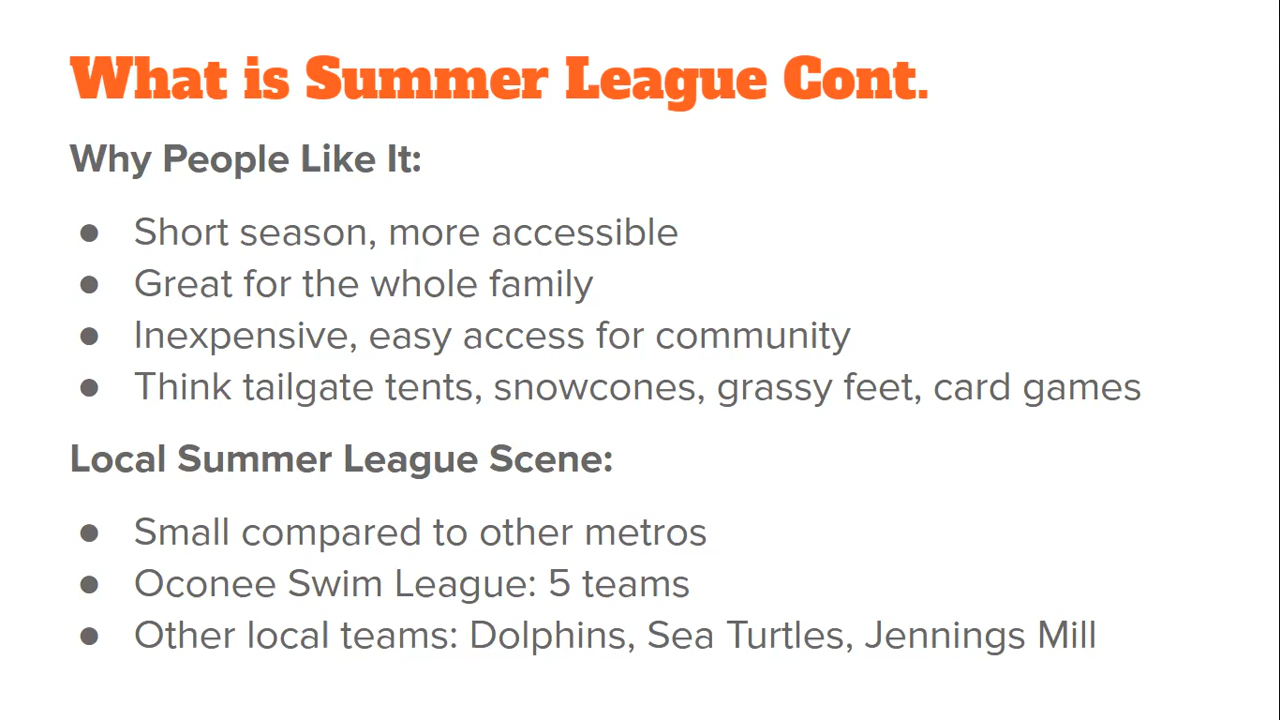 What is Summer League Cont.
Why People Like It:
● Short season, more accessible
● Great for the whole family
● Inexpensive, easy access for community
● Think tailgate tents, snowcones, grassy feet, card games
Local Summer League Scene:
● Small compared to other metros
● Oconee Swim League: 5 teams
● Other local teams: Dolphins, Sea Turtles, Jennings Mill